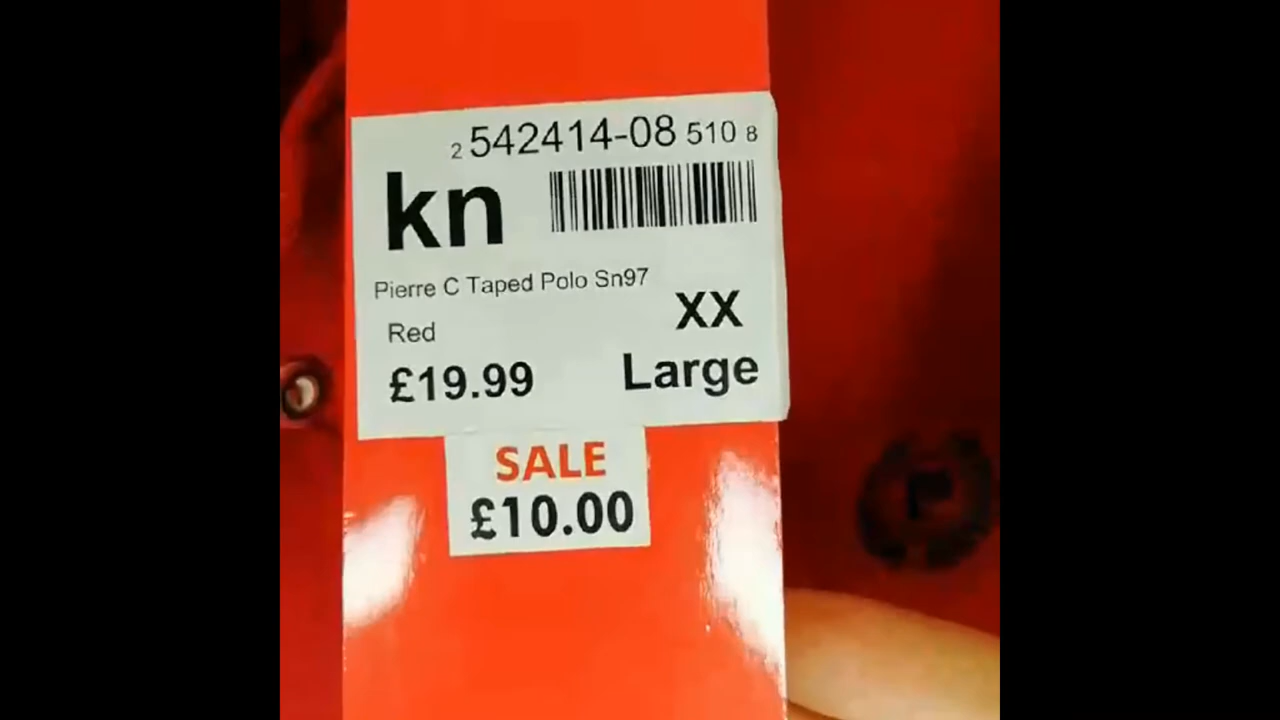 2 542414-08 510 8
kn
Pierre C Taped Polo Sn97
Red
XX
£19.99 Large
SALE
£10.00